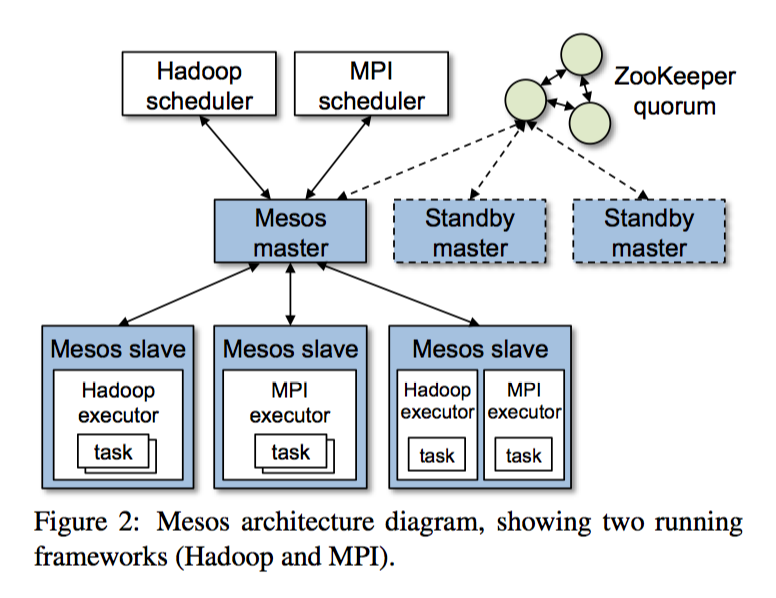 Hadoop
scheduler
MPI
scheduler
ZooKeeper
quorum
Mesos
master
Standby
master
Standby
master
Mesos slave
Hadoop
executor
task
Mesos slave
MPI
executor
task
Mesos slave
Hadoop
executor
task
MPI
executor
task
Figure 2: Mesos architecture diagram, showing two running
frameworks (Hadoop and MPI).